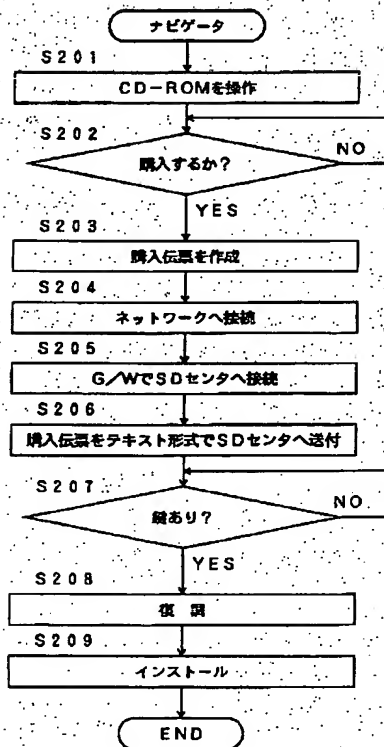 ナビゲータ
S201
CD-ROMを操作
S202
購入するか?
NO
YES
S203
購入伝票を作成
S204
ネットワークへ接続
S205
G/WでSDセンタへ接続
S206
購入伝票をテキスト形式でSDセンタへ送付
S207
鍵あり?
NO
YES
S208
復 調
S209
インストール
END